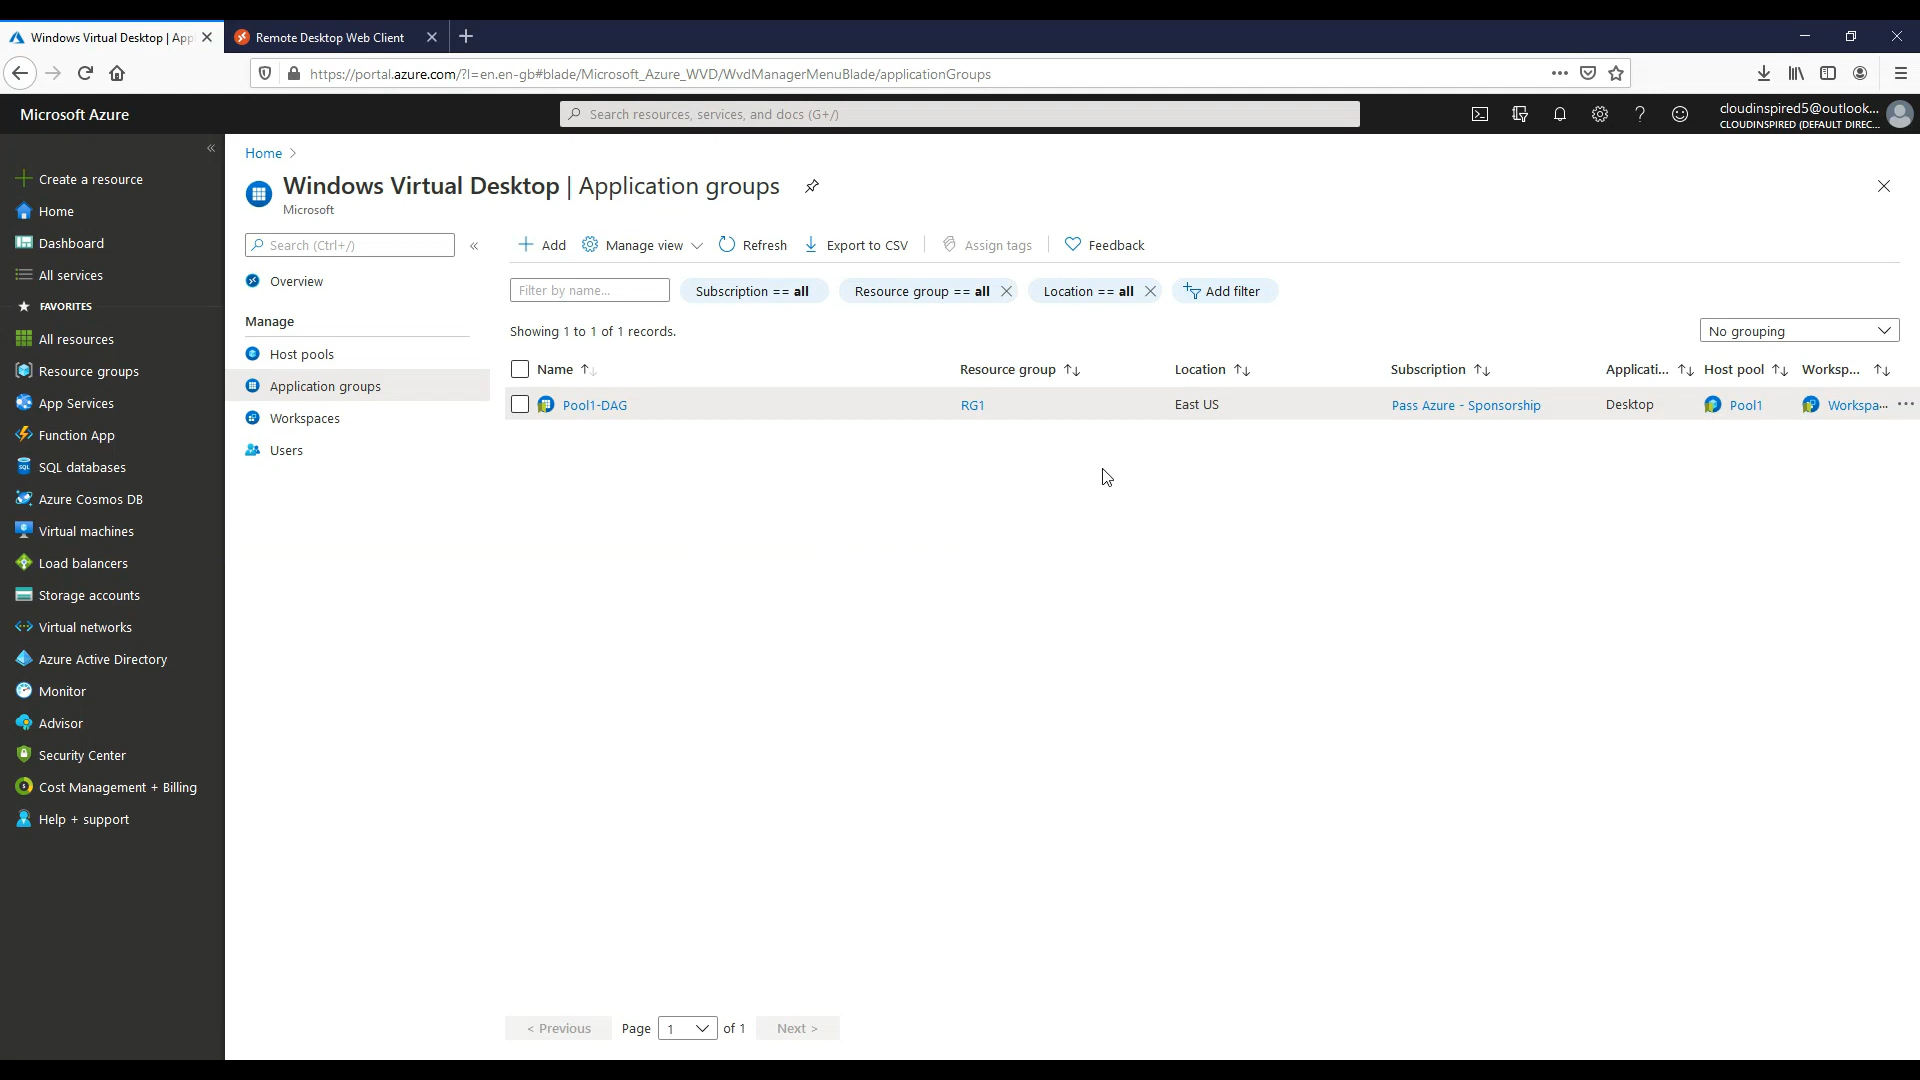 Windows Virtual Desktop | App
Remote Desktop Web Client
https://portal.azure.com/?l=en.en-gb#blade/Microsoft_Azure_WVD/WvdManagerMenuBlade/applicationGroups
Microsoft Azure
Search resources, services, and docs (G+/)
cloudinspired5@outlook...
CLOUDINSPIRED (DEFAULT DIREC...
Create a resource
Home
Dashboard
All services
FAVORITES
All resources
Resource groups
App Services
Function App
SQL databases
Azure Cosmos DB
Virtual machines
Load balancers
Storage accounts
Virtual networks
Azure Active Directory
Monitor
Advisor
Security Center
Cost Management + Billing
Help + support
Home >
Windows Virtual Desktop | Application groups
Microsoft
Search (Ctrl+/)
Overview
Manage
Host pools
Application groups
Workspaces
Users
Add Manage view Refresh Export to CSV Assign tags Feedback
Filter by name... Subscription == all Resource group == all Location == all Add filter
Showing 1 to 1 of 1 records. No grouping
Name Resource group Location Subscription Applicati... Host pool Worksp...
Pool1-DAG RG1 East US Pass Azure - Sponsorship Desktop Pool1 Workspa...
< Previous Page 1 of 1 Next >